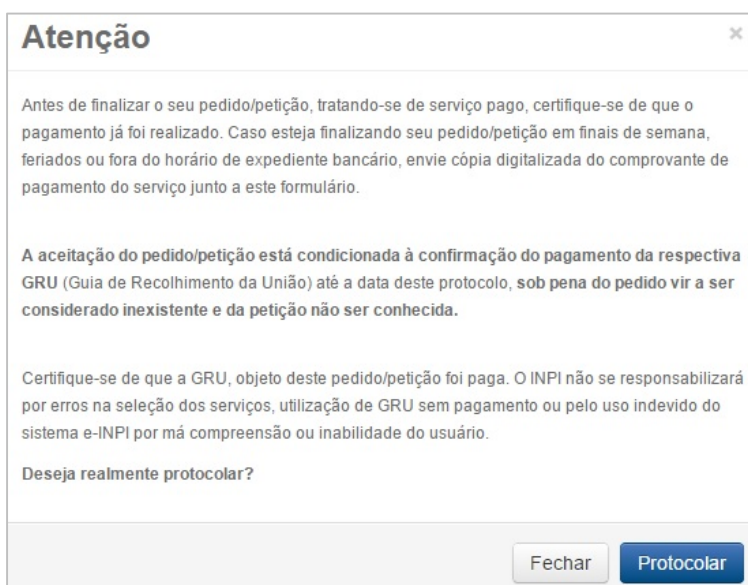 Atenção
×
Antes de finalizar o seu pedido/petição, tratando-se de serviço pago, certifique-se de que o
pagamento já foi realizado. Caso esteja finalizando seu pedido/petição em finais de semana,
feriados ou fora do horário de expediente bancário, envie cópia digitalizada do comprovante de
pagamento do serviço junto a este formulário.
A aceitação do pedido/petição está condicionada à confirmação do pagamento da respectiva
GRU (Guia de Recolhimento da União) até a data deste protocolo, sob pena do pedido vir a ser
considerado inexistente e da petição não ser conhecida.
Certifique-se de que a GRU, objeto deste pedido/petição foi paga. O INPI não se responsabilizará
por erros na seleção dos serviços, utilização de GRU sem pagamento ou pelo uso indevido do
sistema e-INPI por má compreensão ou inabilidade do usuário.
Deseja realmente protocolar?
Fechar Protocolar